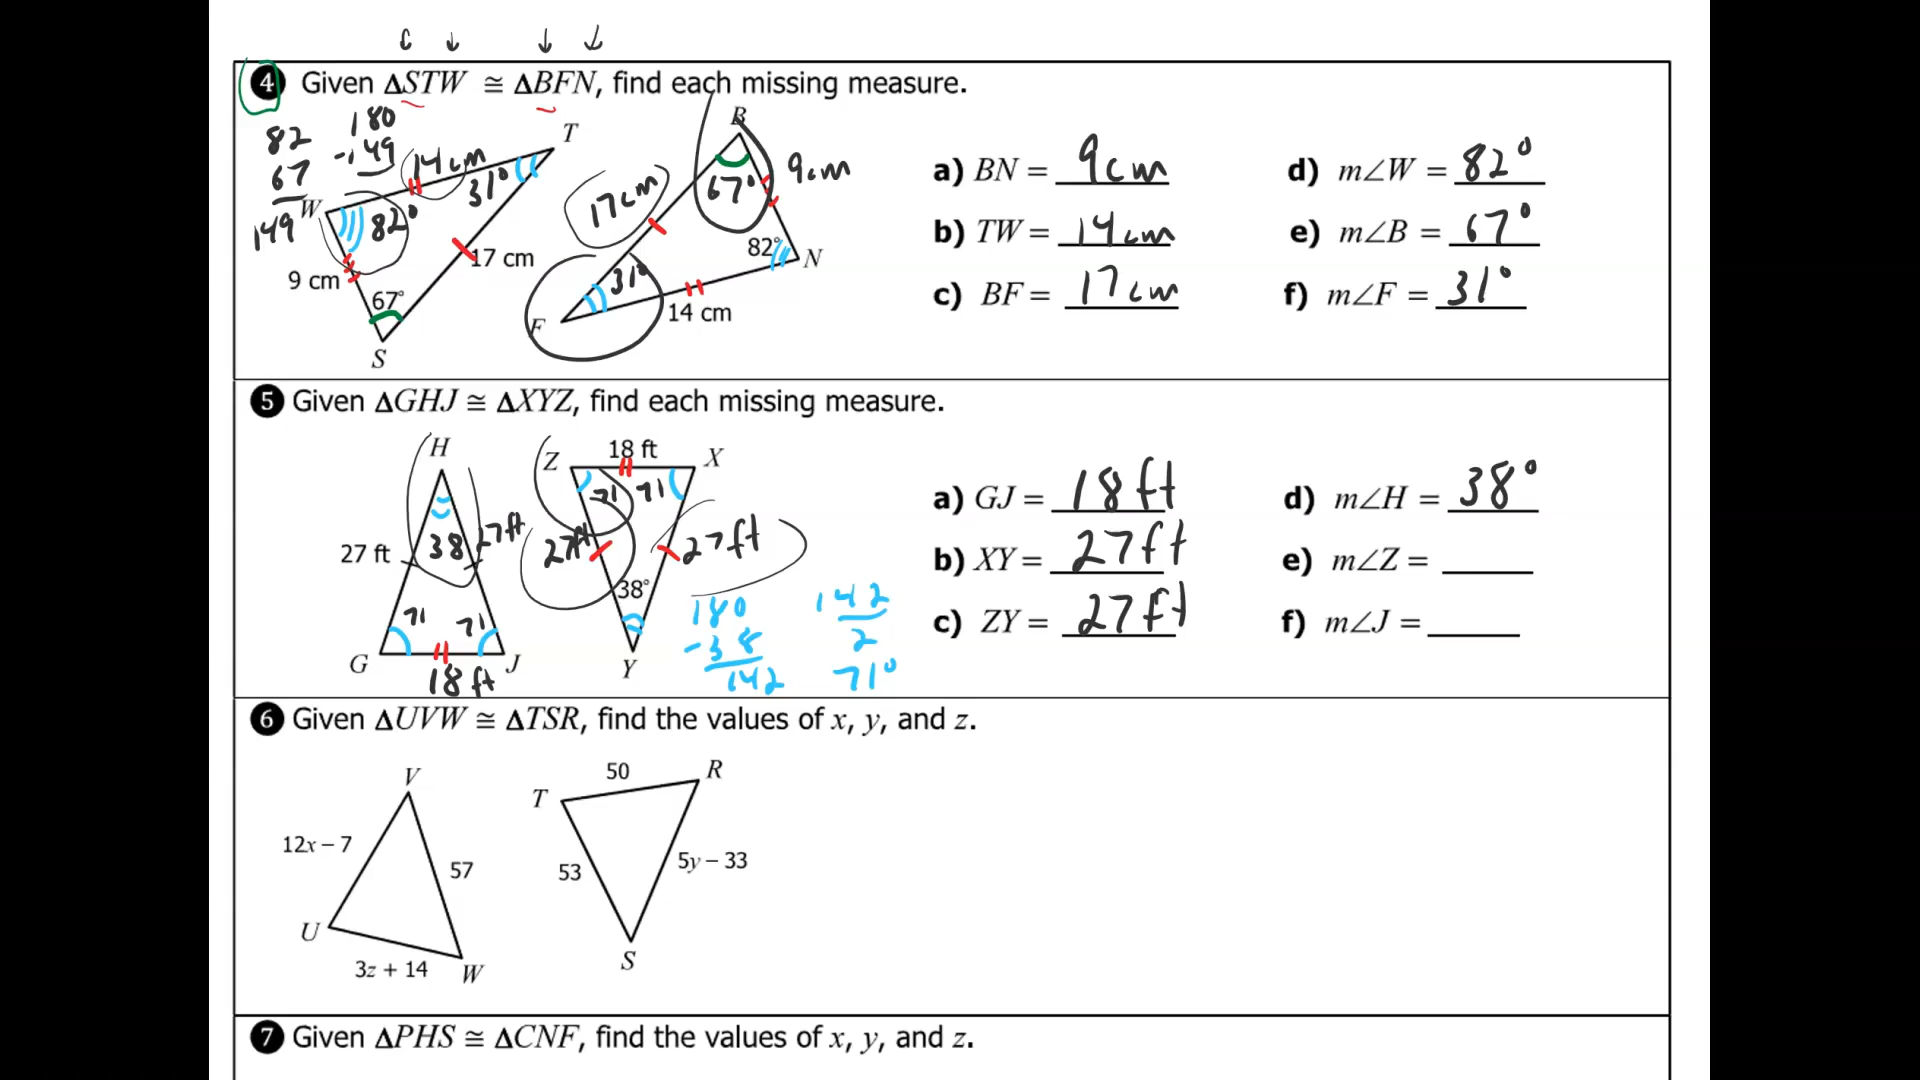 4 Given ΔSTW ≅ ΔBFN, find each missing measure.
82
67
149
180
-149
W
T
S
14cm
31°
82°
9 cm
67°
17 cm
B
F
N
17cm
67°
9cm
82°
31°
14 cm
a) BN = 9cm
b) TW = 14cm
c) BF = 17cm
d) m∠W = 82°
e) m∠B = 67°
f) m∠F = 31°
5 Given ΔGHJ ≅ ΔXYZ, find each missing measure.
H
27 ft
38
27ft
71
71
G
J
18 ft
Z
18 ft
X
71
71
27ft
27ft
38°
Y
180
-38
142
142
2
71°
a) GJ = 18ft
b) XY = 27ft
c) ZY = 27ft
d) m∠H = 38°
e) m∠Z =
f) m∠J =
6 Given ΔUVW ≅ ΔTSR, find the values of x, y, and z.
V
12x – 7
57
U
3z + 14
W
50
R
T
53
5y – 33
S
7 Given ΔPHS ≅ ΔCNF, find the values of x, y, and z.